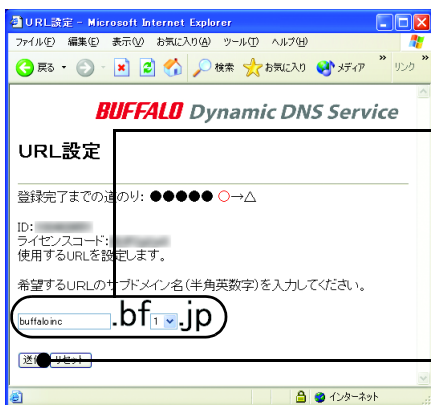 URL設定 - Microsoft Internet Explorer
ファイル(F) 編集(E) 表示(V) お気に入り(A) ツール(T) ヘルプ(H)
戻る 検索 お気に入り メディア » リンク »
BUFFALO Dynamic DNS Service
URL設定
登録完了までの道のり: ●●●●● ○→△
ID:
ライセンスコード:
使用するURLを設定します。
希望するURLのサブドメイン名(半角英数字)を入力してください。
buffaloinc .bf 1 .jp
リセット
インターネット